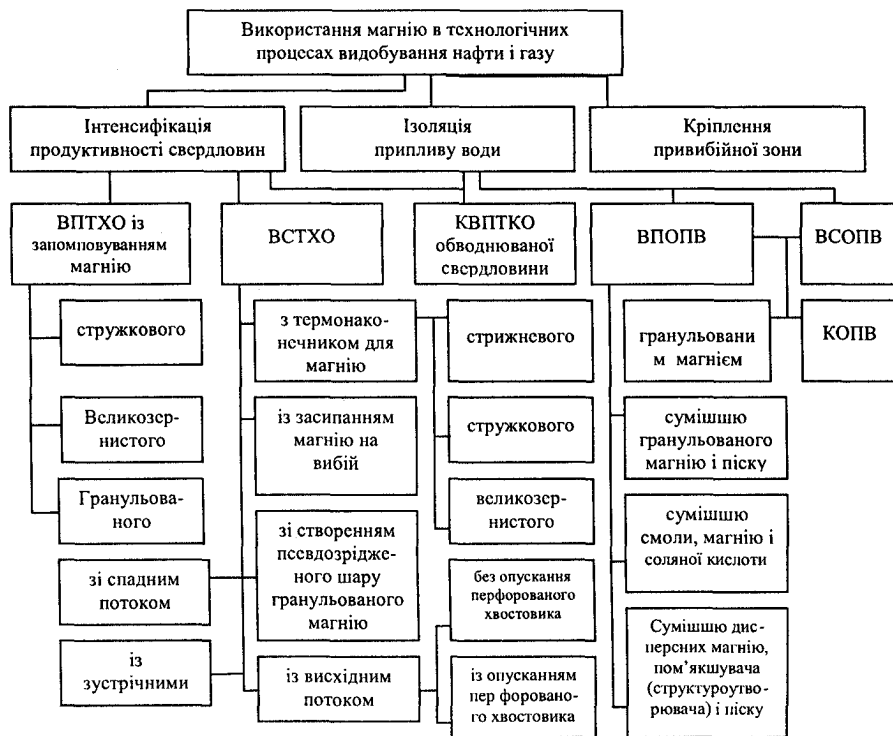 Використання магнію в технологічних
процесах видобування нафти і газу
Інтенсифікація
продуктивності свердловин
Ізоляція
припливу води
Кріплення
привибійної зони
ВПТХО із
запомповуванням
магнію
ВСТХО
КВПТКО
обводнюваної
свердловини
ВПОПВ
ВСОПВ
стружкового
з термонако-
нечником для
магнію
стрижневого
гранульовани
м магнієм
КОПВ
Великозер-
нистого
із засипанням
магнію на
вибій
стружкового
сумішшю
гранульованого
магнію і піску
Гранульова-
ного
великозер-
нистого
зі створенням
псевдозрідже-
ного шару
гранульованого
магнію
сумішшю
смоли, магнію і
соляної кислоти
зі спадним
потоком
без опускання
перфорованого
хвостовика
із
зустрічними
із висхідним
потоком
із опусканням
пер форовано-
го хвостовика
Сумішшю дис-
персних магнію,
пом’якшувача
(структуроутво-
рювача) і піску